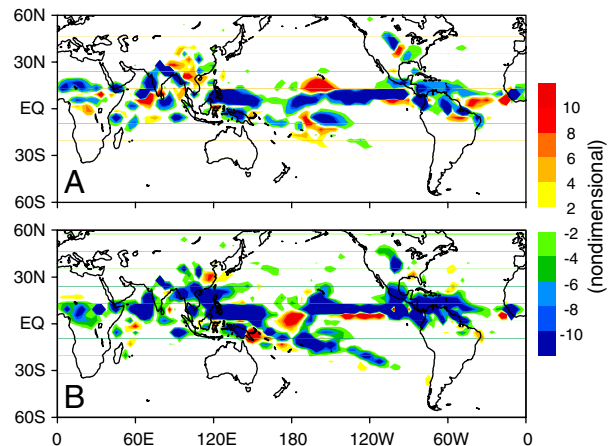 60N
30N
EQ
30S
60S
A
60N
30N
EQ
30S
60S
B
0
60E
120E
180
120W
60W
0
10
8
6
4
2
-2
-4
-6
-8
-10
(nondimensional)